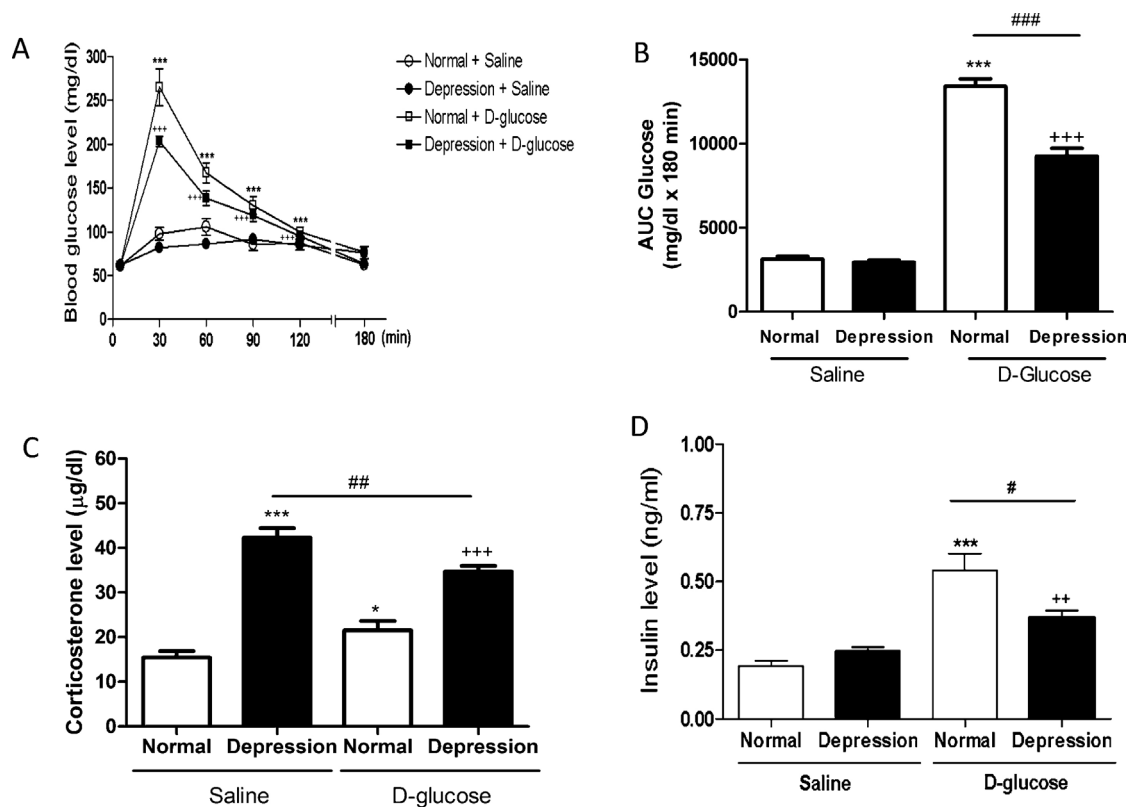 A
Blood glucose level (mg/dl)
300
250
200
150
100
50
0
0 30 60 90 120 180 (min)
***
+++
***
+++
***
+++
***
+++
Normal + Saline
Depression + Saline
Normal + D-glucose
Depression + D-glucose
B
AUC Glucose
(mg/dl x 180 min)
15000
10000
5000
0
###
***
+++
Normal Depression Normal Depression
Saline D-Glucose
C
Corticosterone level (µg/dl)
60
50
40
30
20
10
0
##
***
*
+++
Normal Depression Normal Depression
Saline D-glucose
D
Insulin level (ng/ml)
1.00
0.75
0.50
0.25
0.00
#
***
++
Normal Depression Normal Depression
Saline D-glucose